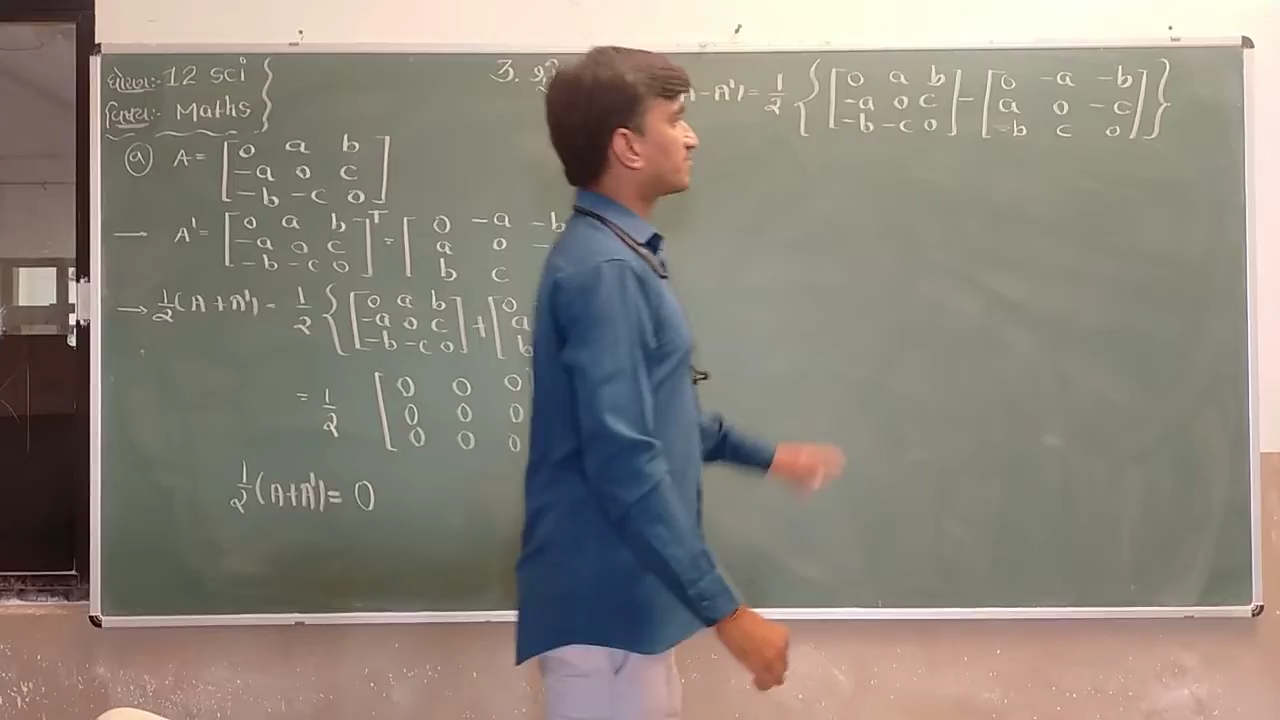 ધોરણ:- 12 sci
વિષય:- Maths
3.
(a) A = [ 0 a b
-a 0 c
-b -c 0 ]
— A' = [ 0 a b
-a 0 c
-b -c 0 ]T = [ 0 -a -b
a 0 -
b c
→ 1/2 (A + A') = 1/2 { [ 0 a b
-a 0 c
-b -c 0 ] + [ 0
a
b
= 1/2 [ 0 0 0
0 0 0
0 0 0
1/2 (A+A') = 0
- A') = 1/2 { [ 0 a b
-a 0 c
-b -c 0 ] - [ 0 -a -b
a 0 -c
b c 0 ] }